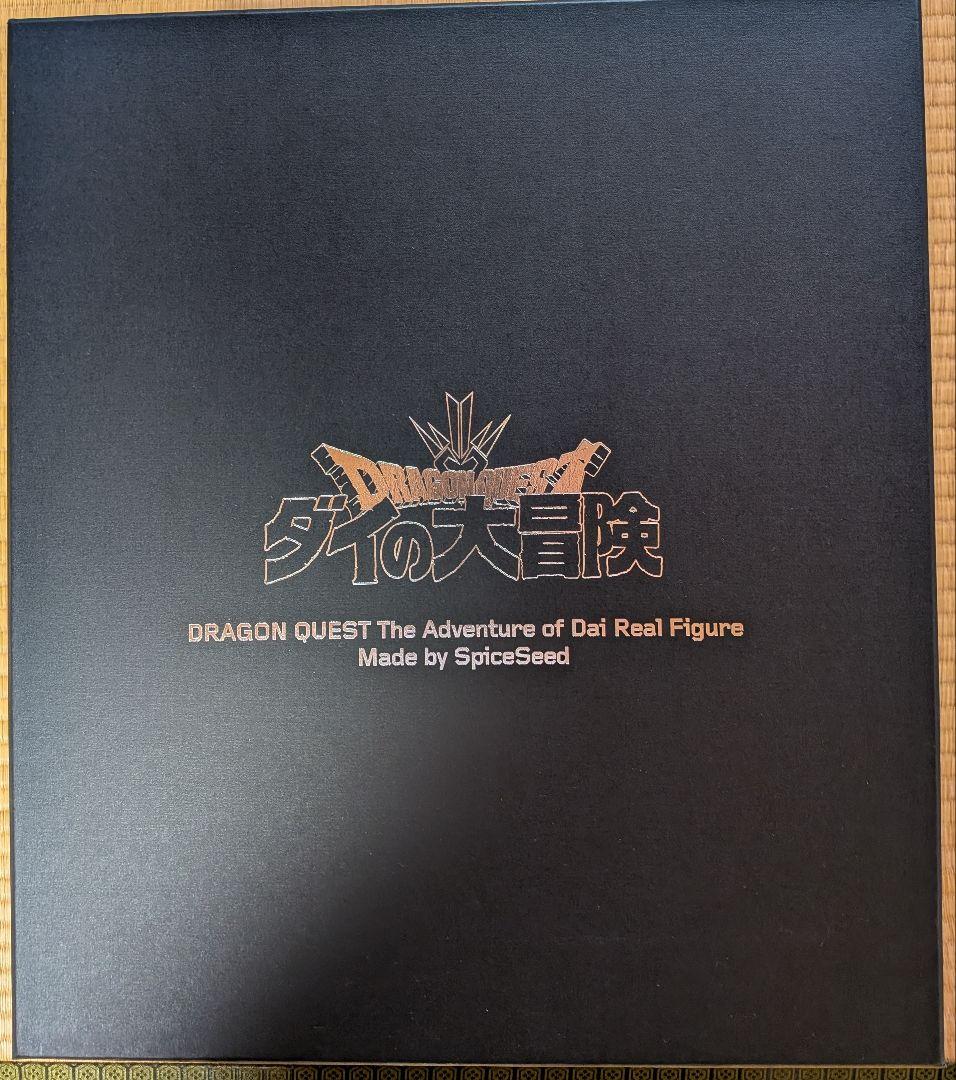 DRAGON QUEST
ダイの大冒険
DRAGON QUEST The Adventure of Dai Real Figure
Made by SpiceSeed